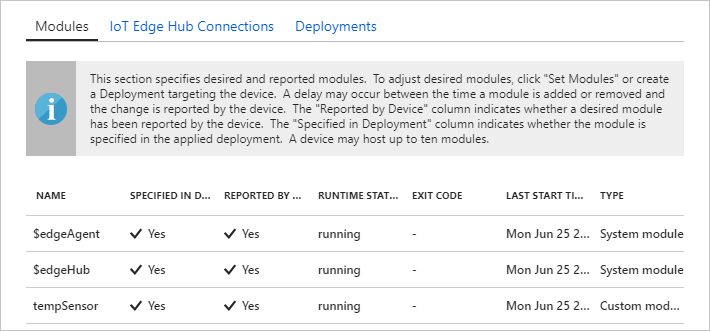 Modules IoT Edge Hub Connections Deployments
This section specifies desired and reported modules. To adjust desired modules, click "Set Modules" or create
a Deployment targeting the device. A delay may occur between the time a module is added or removed and
the change is reported by the device. The "Reported by Device" column indicates whether a desired module
has been reported by the device. The "Specified in Deployment" column indicates whether the module is
specified in the applied deployment. A device may host up to ten modules.
NAME SPECIFIED IN D... REPORTED BY ... RUNTIME STAT... EXIT CODE LAST START TI... TYPE
$edgeAgent Yes Yes running - Mon Jun 25 2... System module
$edgeHub Yes Yes running - Mon Jun 25 2... System module
tempSensor Yes Yes running - Mon Jun 25 2... Custom mod...